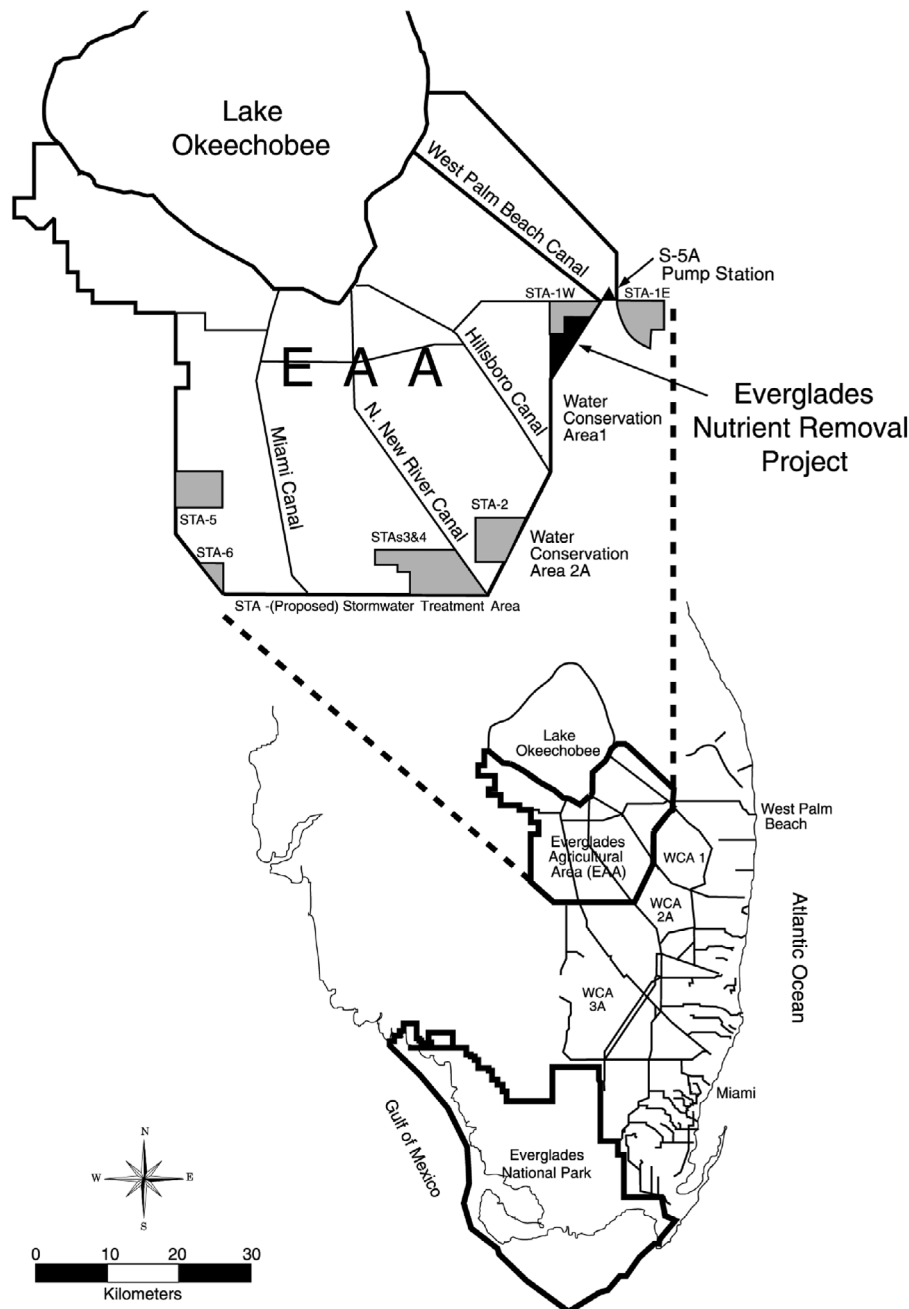 Lake
Okeechobee
West Palm Beach Canal
S-5A
Pump Station
STA-1W
STA-1E
E A A
Hillsboro Canal
Everglades
Nutrient Removal
Project
Water
Conservation
Area1
Miami Canal
N. New River Canal
STA-5
STA-2
STA-6
STAs3&4
Water
Conservation
Area 2A
STA -(Proposed) Stormwater Treatment Area
Lake
Okeechobee
West Palm
Beach
Everglades
Agricultural
Area (EAA)
WCA 1
WCA
2A
Atlantic Ocean
WCA
3A
Miami
Gulf of Mexico
Everglades
National Park
N
W
E
S
0 10 20 30
Kilometers